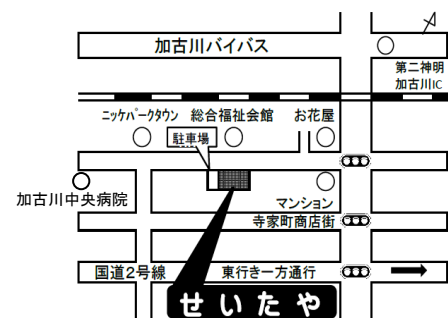 加古川バイパス
第二神明
加古川IC
ニッケパークタウン 総合福祉会館 お花屋
駐車場
加古川中央病院
マンション
寺家町商店街
国道2号線 東行き一方通行
せいたや